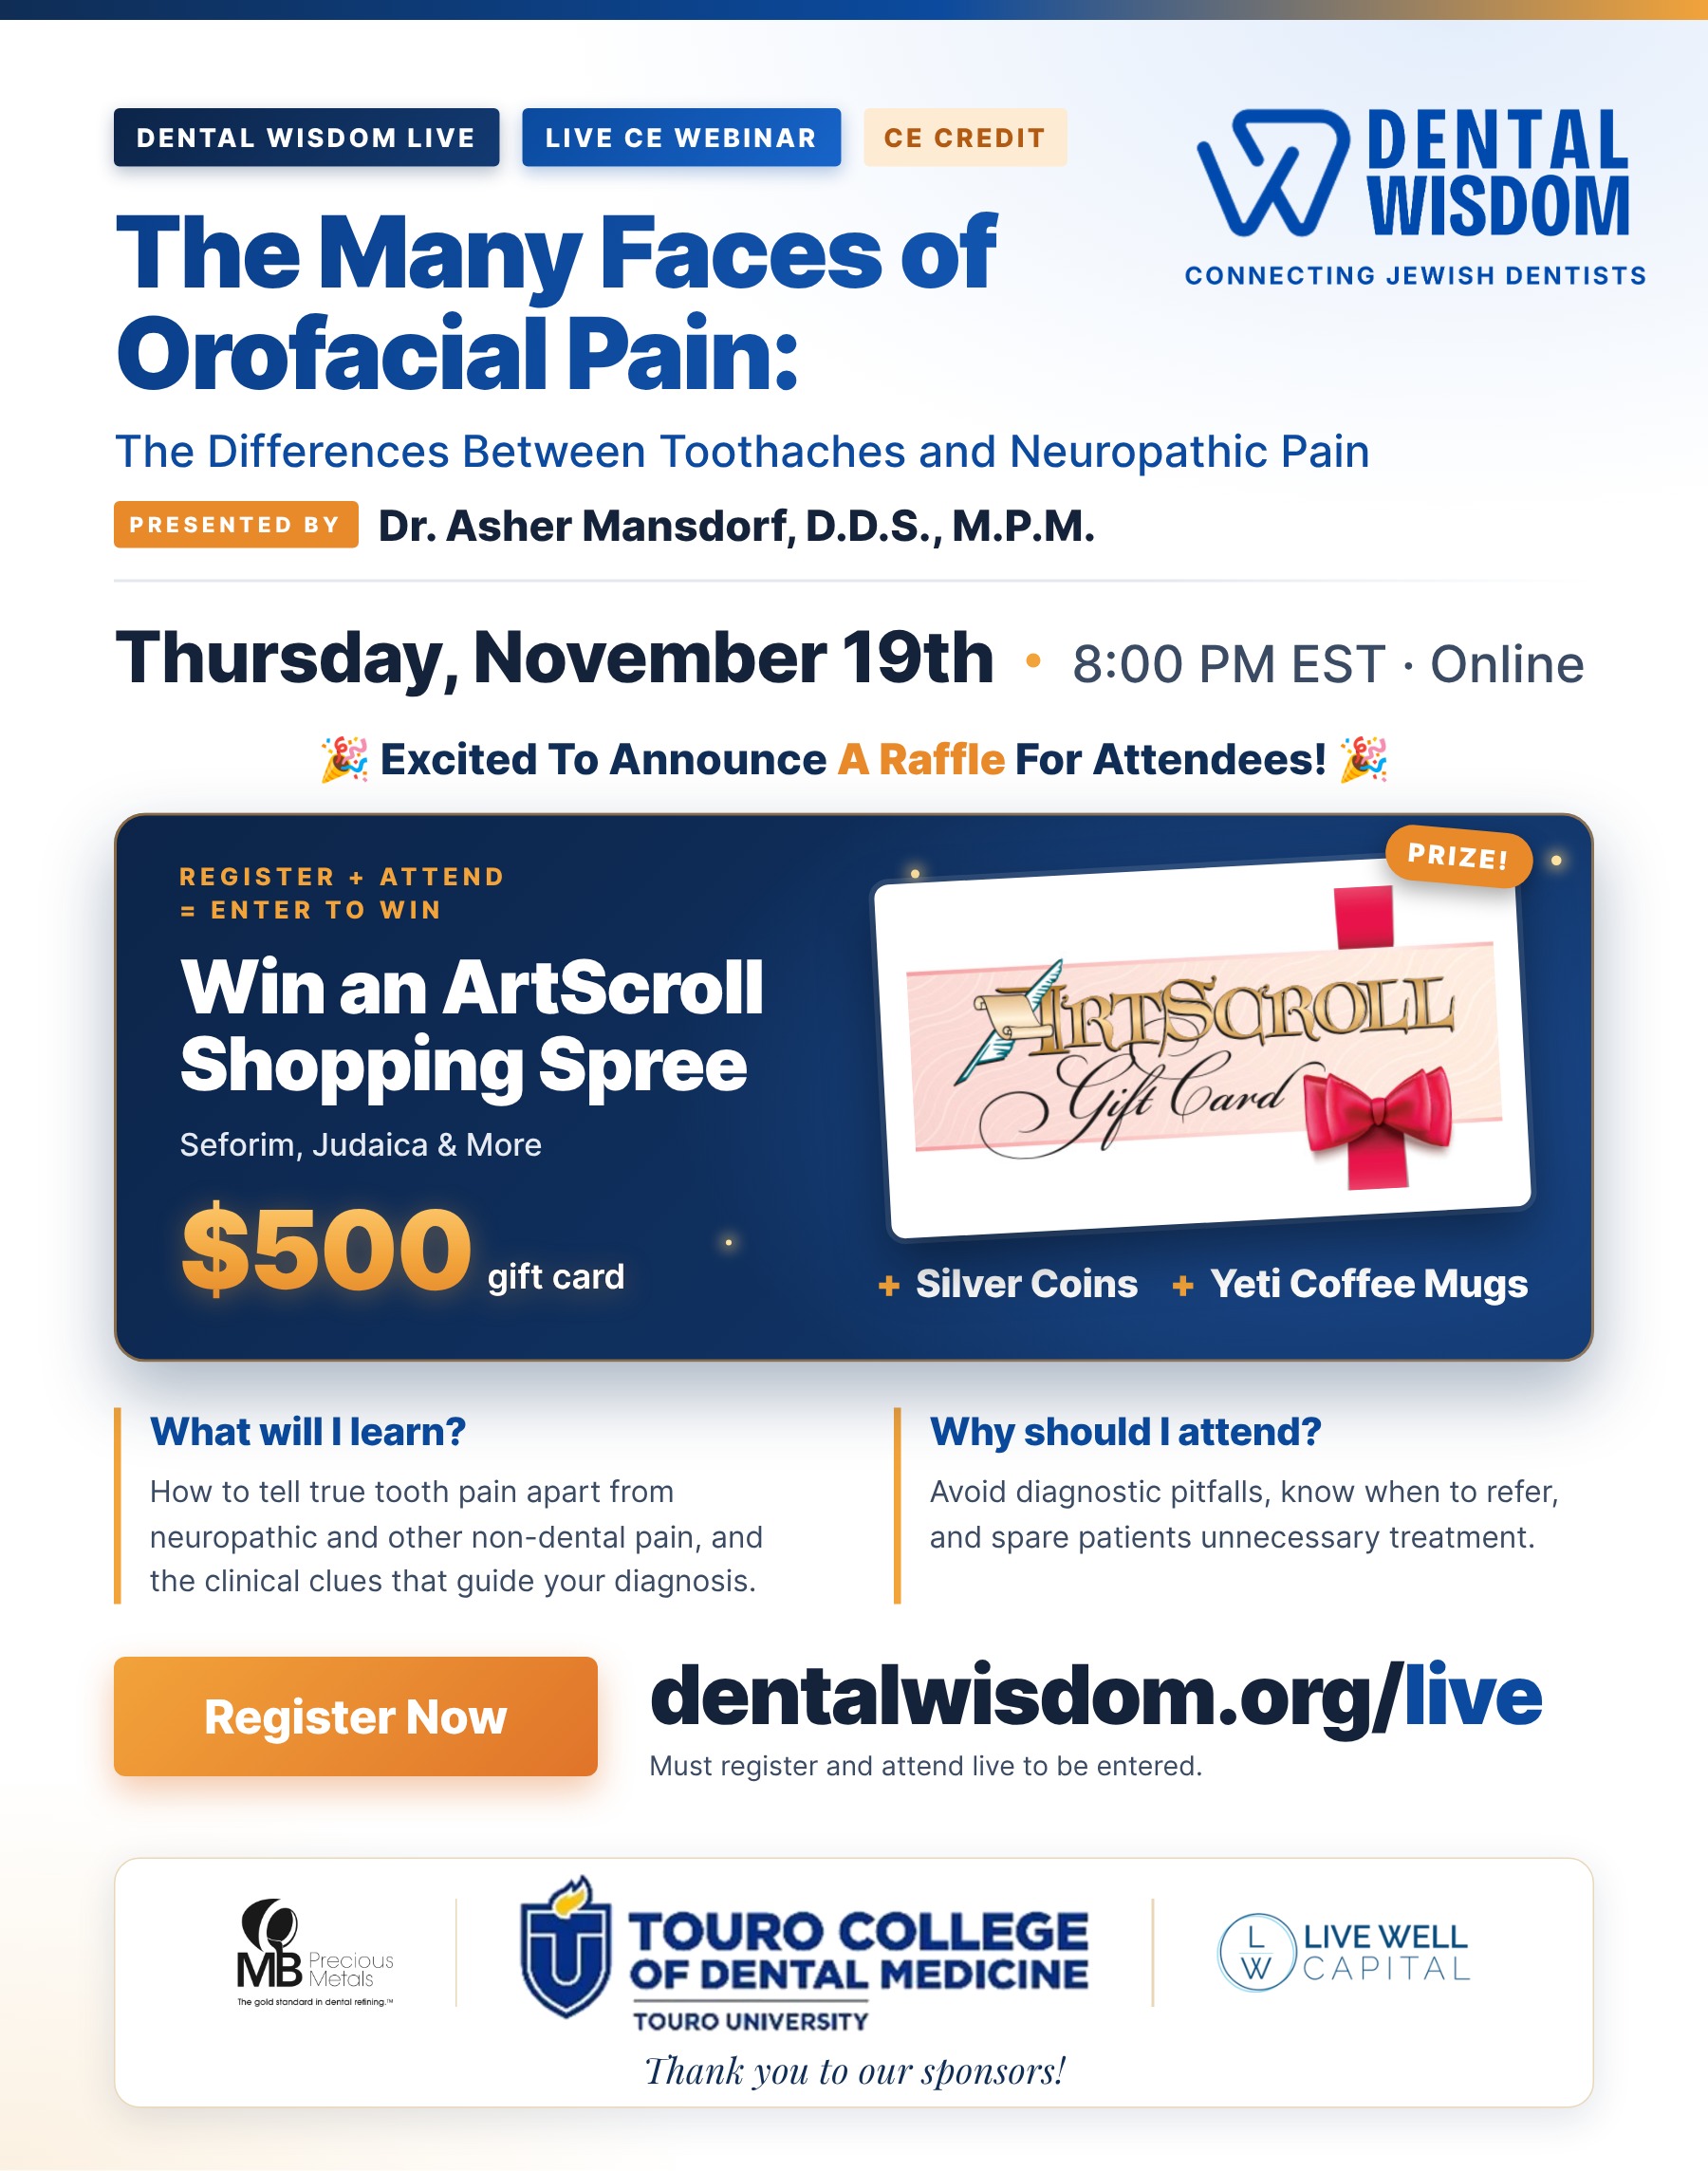 DENTAL WISDOM LIVE
LIVE CE WEBINAR
CE CREDIT
DENTAL
WISDOM
CONNECTING JEWISH DENTISTS
The Many Faces of
Orofacial Pain:
The Differences Between Toothaches and Neuropathic Pain
PRESENTED BY Dr. Asher Mansdorf, D.D.S., M.P.M.
Thursday, November 19th • 8:00 PM EST · Online
🎉 Excited To Announce A Raffle For Attendees! 🎉
REGISTER + ATTEND
= ENTER TO WIN
Win an ArtScroll
Shopping Spree
Seforim, Judaica & More
$500 gift card
PRIZE!
ARTSCROLL
Gift Card
+ Silver Coins + Yeti Coffee Mugs
What will I learn?
How to tell true tooth pain apart from
neuropathic and other non-dental pain, and
the clinical clues that guide your diagnosis.
Why should I attend?
Avoid diagnostic pitfalls, know when to refer,
and spare patients unnecessary treatment.
Register Now
dentalwisdom.org/live
Must register and attend live to be entered.
MB Precious
Metals
The gold standard in dental refining.™
TOURO COLLEGE
OF DENTAL MEDICINE
TOURO UNIVERSITY
L
W
LIVE WELL
CAPITAL
Thank you to our sponsors!